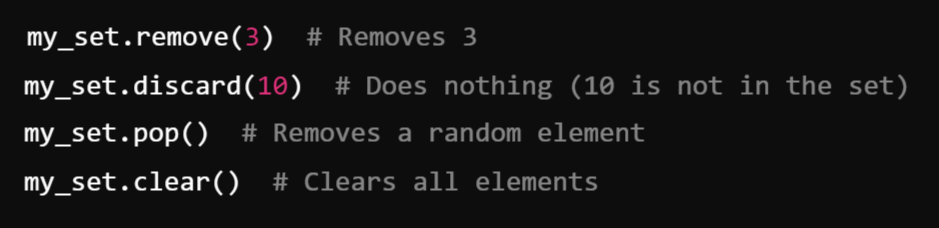 my_set.remove(3)  # Removes 3
my_set.discard(10)  # Does nothing (10 is not in the set)
my_set.pop()  # Removes a random element
my_set.clear()  # Clears all elements